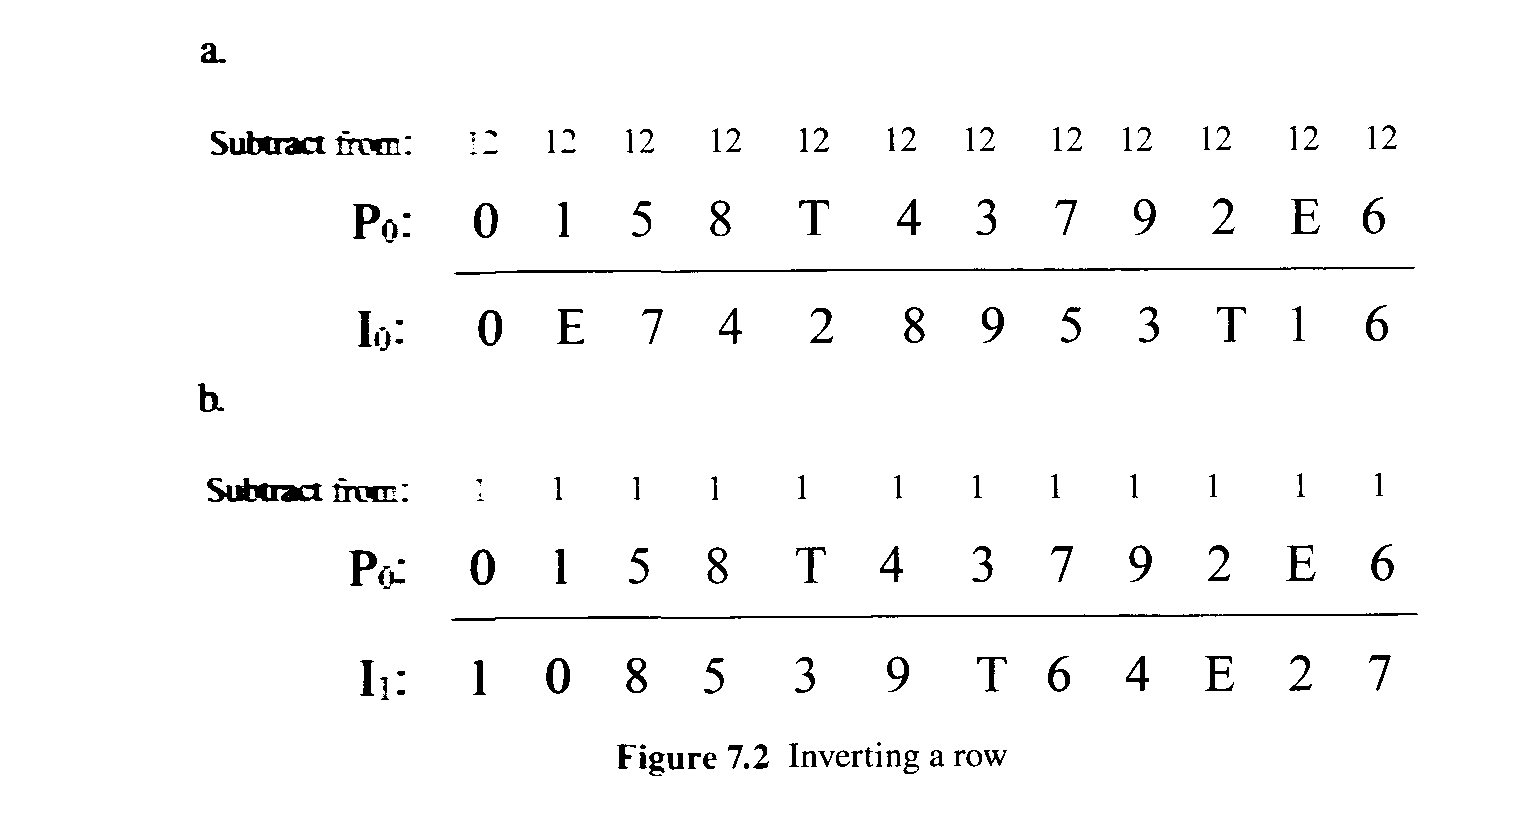 a.
Subtract from: 12 12 12 12 12 12 12 12 12 12 12 12
P0: 0 1 5 8 T 4 3 7 9 2 E 6
I0: 0 E 7 4 2 8 9 5 3 T 1 6
b.
Subtract from: 1 1 1 1 1 1 1 1 1 1 1 1
P0: 0 1 5 8 T 4 3 7 9 2 E 6
I1: 1 0 8 5 3 9 T 6 4 E 2 7
Figure 7.2 Inverting a row